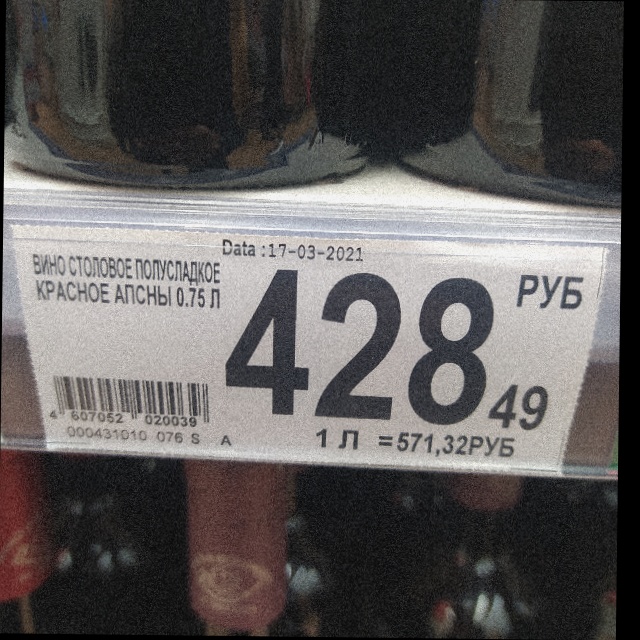 Data :17-03-2021
ВИНО СТОЛОВОЕ ПОЛУСЛАДКОЕ
КРАСНОЕ АПСНЫ 0.75 Л
428 49 РУБ
4 607052 020039
000431010 076 S A
1 Л =571,32РУБ